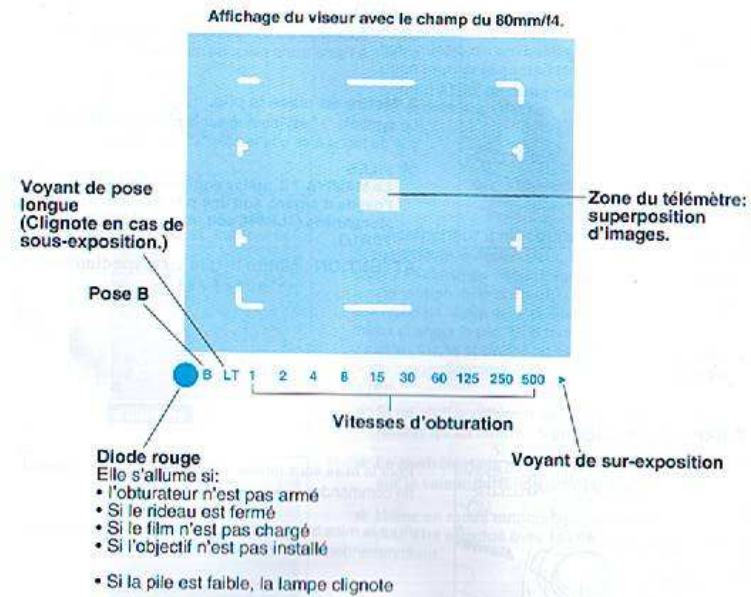 Affichage du viseur avec le champ du 80mm/f4.
Voyant de pose
longue
(Clignote en cas de
sous-exposition.)
Zone du télémètre:
superposition
d'images.
Pose B
B LT 1 2 4 8 15 30 60 125 250 500 >
Vitesses d'obturation
Diode rouge
Elle s'allume si:
• l'obturateur n'est pas armé
• Si le rideau est fermé
• Si le film n'est pas chargé
• Si l'objectif n'est pas installé
• Si la pile est faible, la lampe clignote
Voyant de sur-exposition